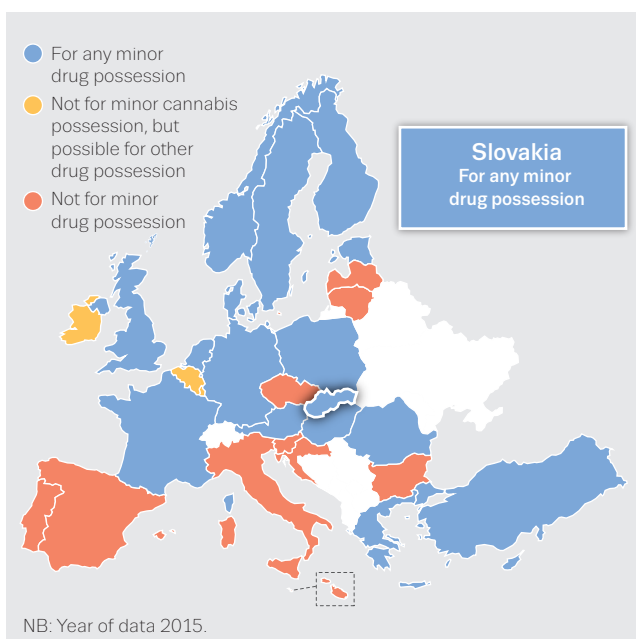 For any minor
drug possession
Not for minor cannabis
possession, but
possible for other
drug possession
Not for minor
drug possession
Slovakia
For any minor
drug possession
NB: Year of data 2015.